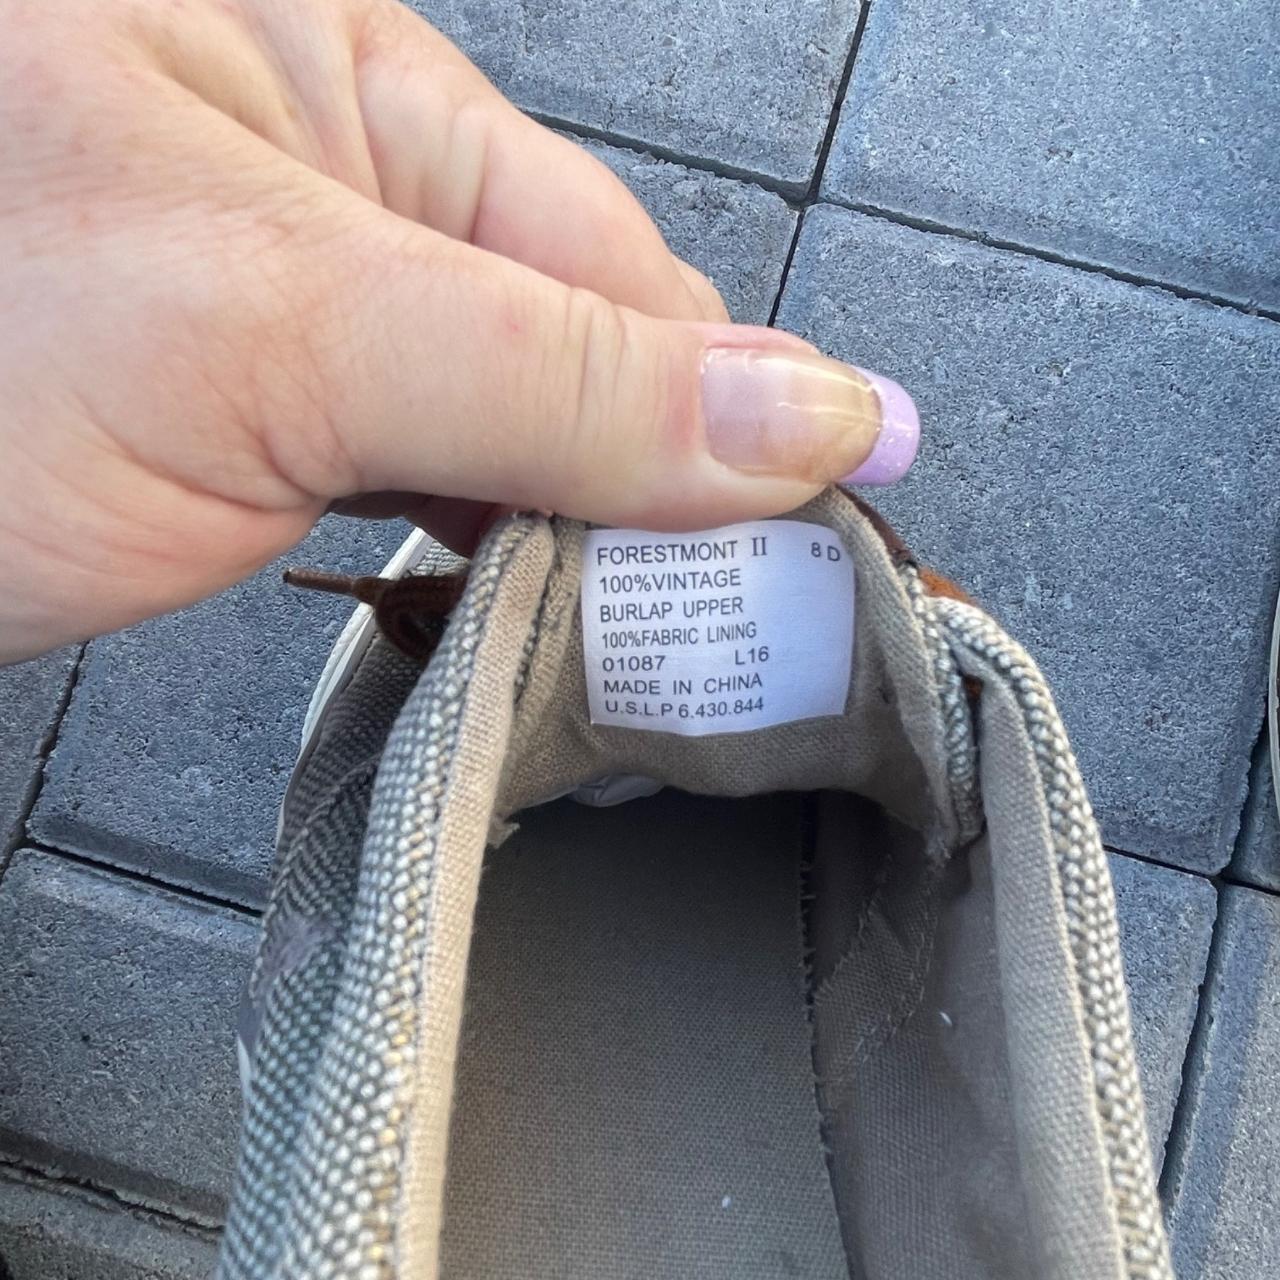 FORESTMONT II 8 D
100%VINTAGE
BURLAP UPPER
100%FABRIC LINING
01087 L16
MADE IN CHINA
U.S.L.P 6.430.844